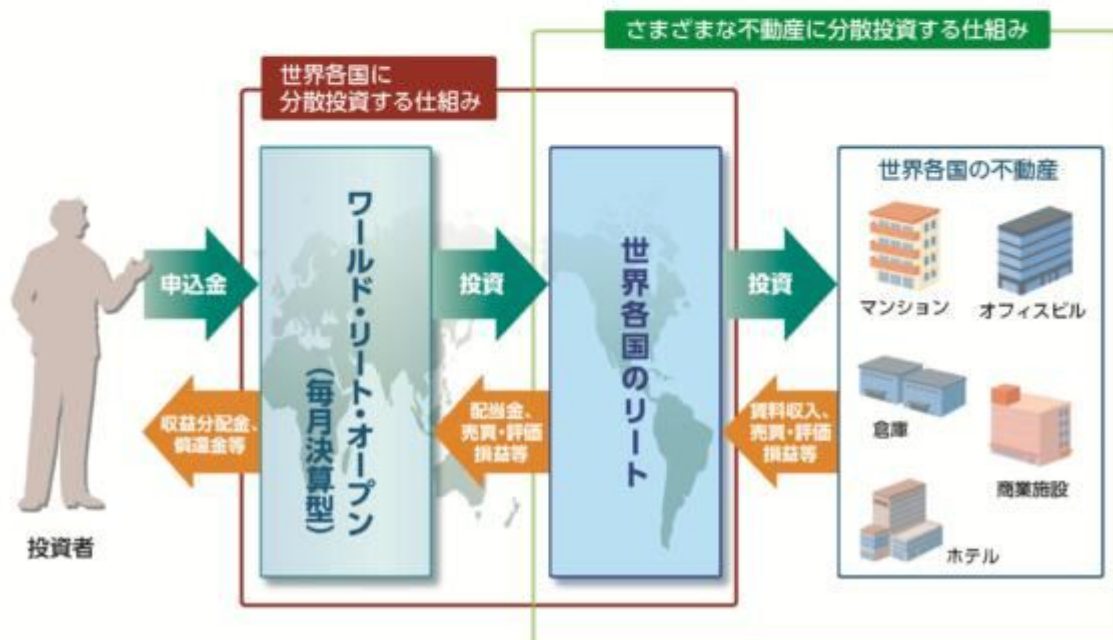 さまざまな不動産に分散投資する仕組み
世界各国に
分散投資する仕組み
投資者
申込金
収益分配金、
償還金等
ワールド・リート・オープン
(毎月決算型)
投資
配当金、
売買・評価
損益等
世界各国のリート
投資
賃料収入、
売買・評価
損益等
世界各国の不動産
マンション
オフィスビル
倉庫
商業施設
ホテル